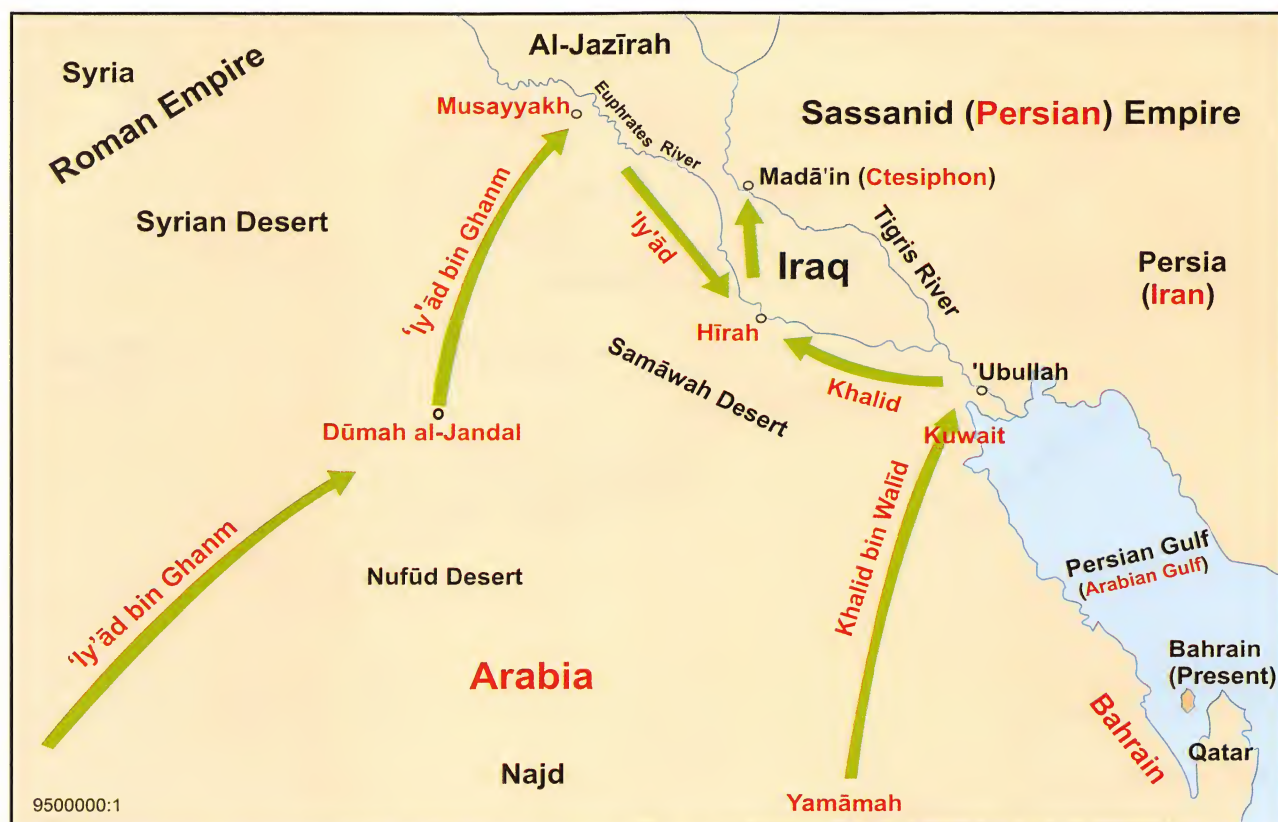 Syria
Roman Empire
Al-Jazīrah
Musayyakh
Euphrates River
Sassanid (Persian) Empire
Madā'in (Ctesiphon)
Syrian Desert
'Iy'ād bin Ghanm
'Iy'ād
Tigris River
Iraq
Persia
(Iran)
Hīrah
Samāwah Desert
Khalid
'Ubullah
Dūmah al-Jandal
Kuwait
'Iy'ād bin Ghanm
Khalid bin Walīd
Nufūd Desert
Persian Gulf
(Arabian Gulf)
Arabia
Bahrain
(Present)
Bahrain
Qatar
Najd
Yamāmah
9500000:1